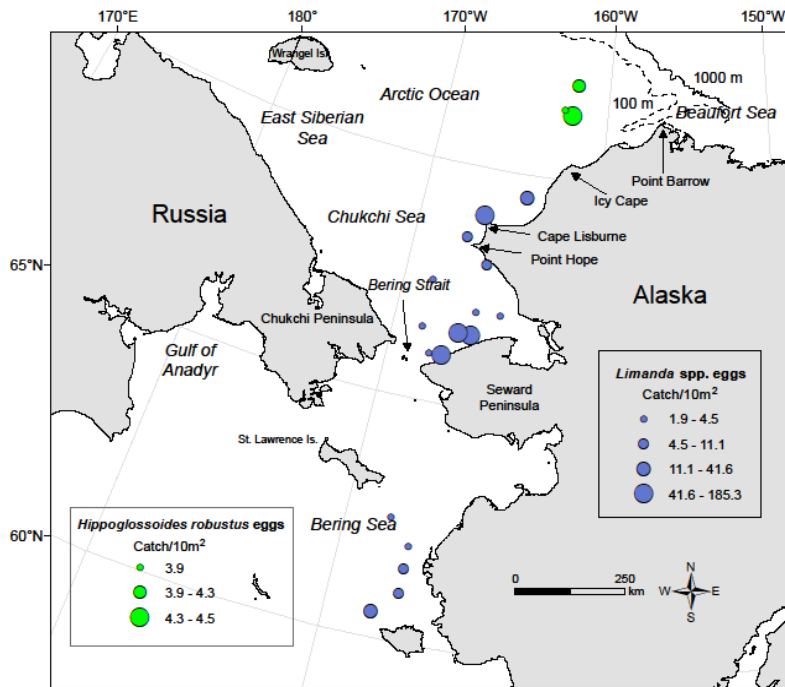 170°E
180°
170°W
160°W
150°W
Wrangel Isl.
Arctic Ocean
1000 m
100 m
Beaufort Sea
East Siberian
Sea
Point Barrow
Icy Cape
Russia
Chukchi Sea
Cape Lisburne
Point Hope
65°N
Bering Strait
Alaska
Chukchi Peninsula
Gulf of
Anadyr
Seward
Peninsula
Limanda spp. eggs
Catch/10m²
1.9 - 4.5
4.5 - 11.1
11.1 - 41.6
41.6 - 185.3
St. Lawrence Is.
Bering Sea
60°N
Hippoglossoides robustus eggs
Catch/10m²
3.9
3.9 - 4.3
4.3 - 4.5
0 250
km
N
W E
S